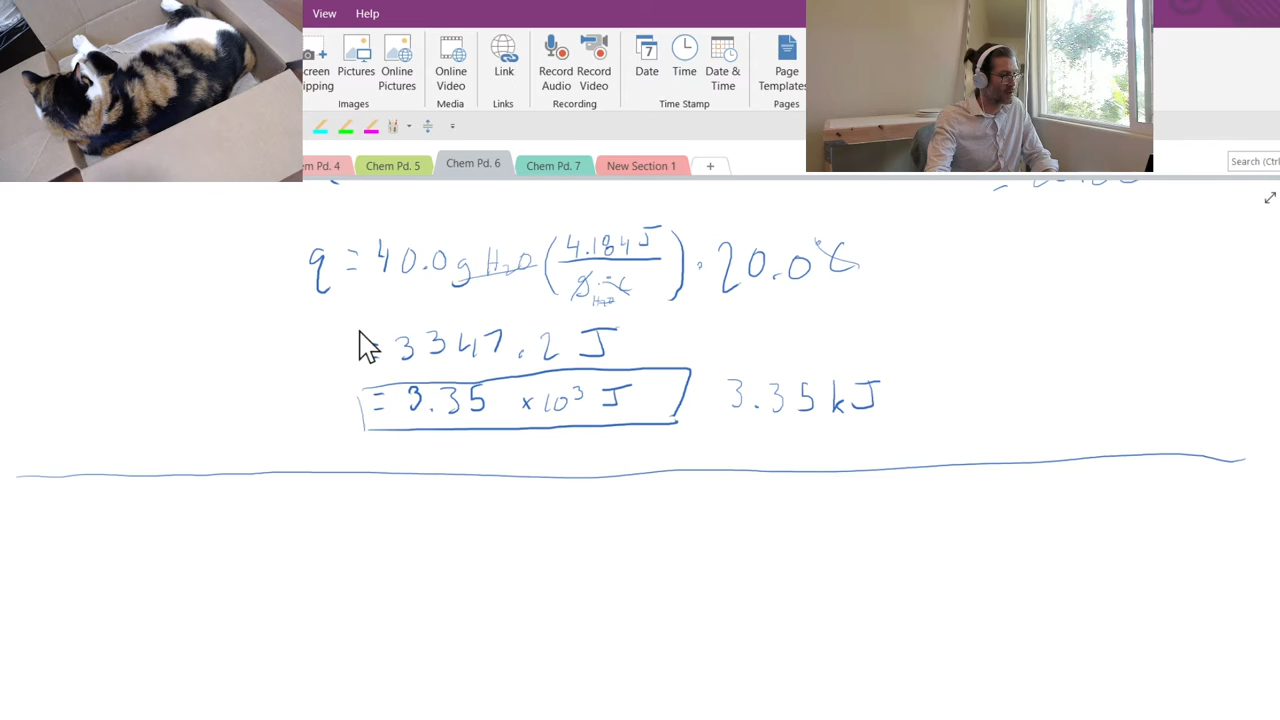 View Help
Screen Clipping
Pictures
Online Pictures
Online Video
Link
Record Audio
Record Video
Date
Time
Date & Time
Page Templates
Images
Media
Links
Recording
Time Stamp
Pages
m Pd. 4
Chem Pd. 5
Chem Pd. 6
Chem Pd. 7
New Section 1
+
Search (Ctrl
q = 40.0 g H₂O (4.184 J / g·°C H₂O) · 20.0 °C
= 3347.2 J
= 3.35 × 10³ J 3.35 kJ